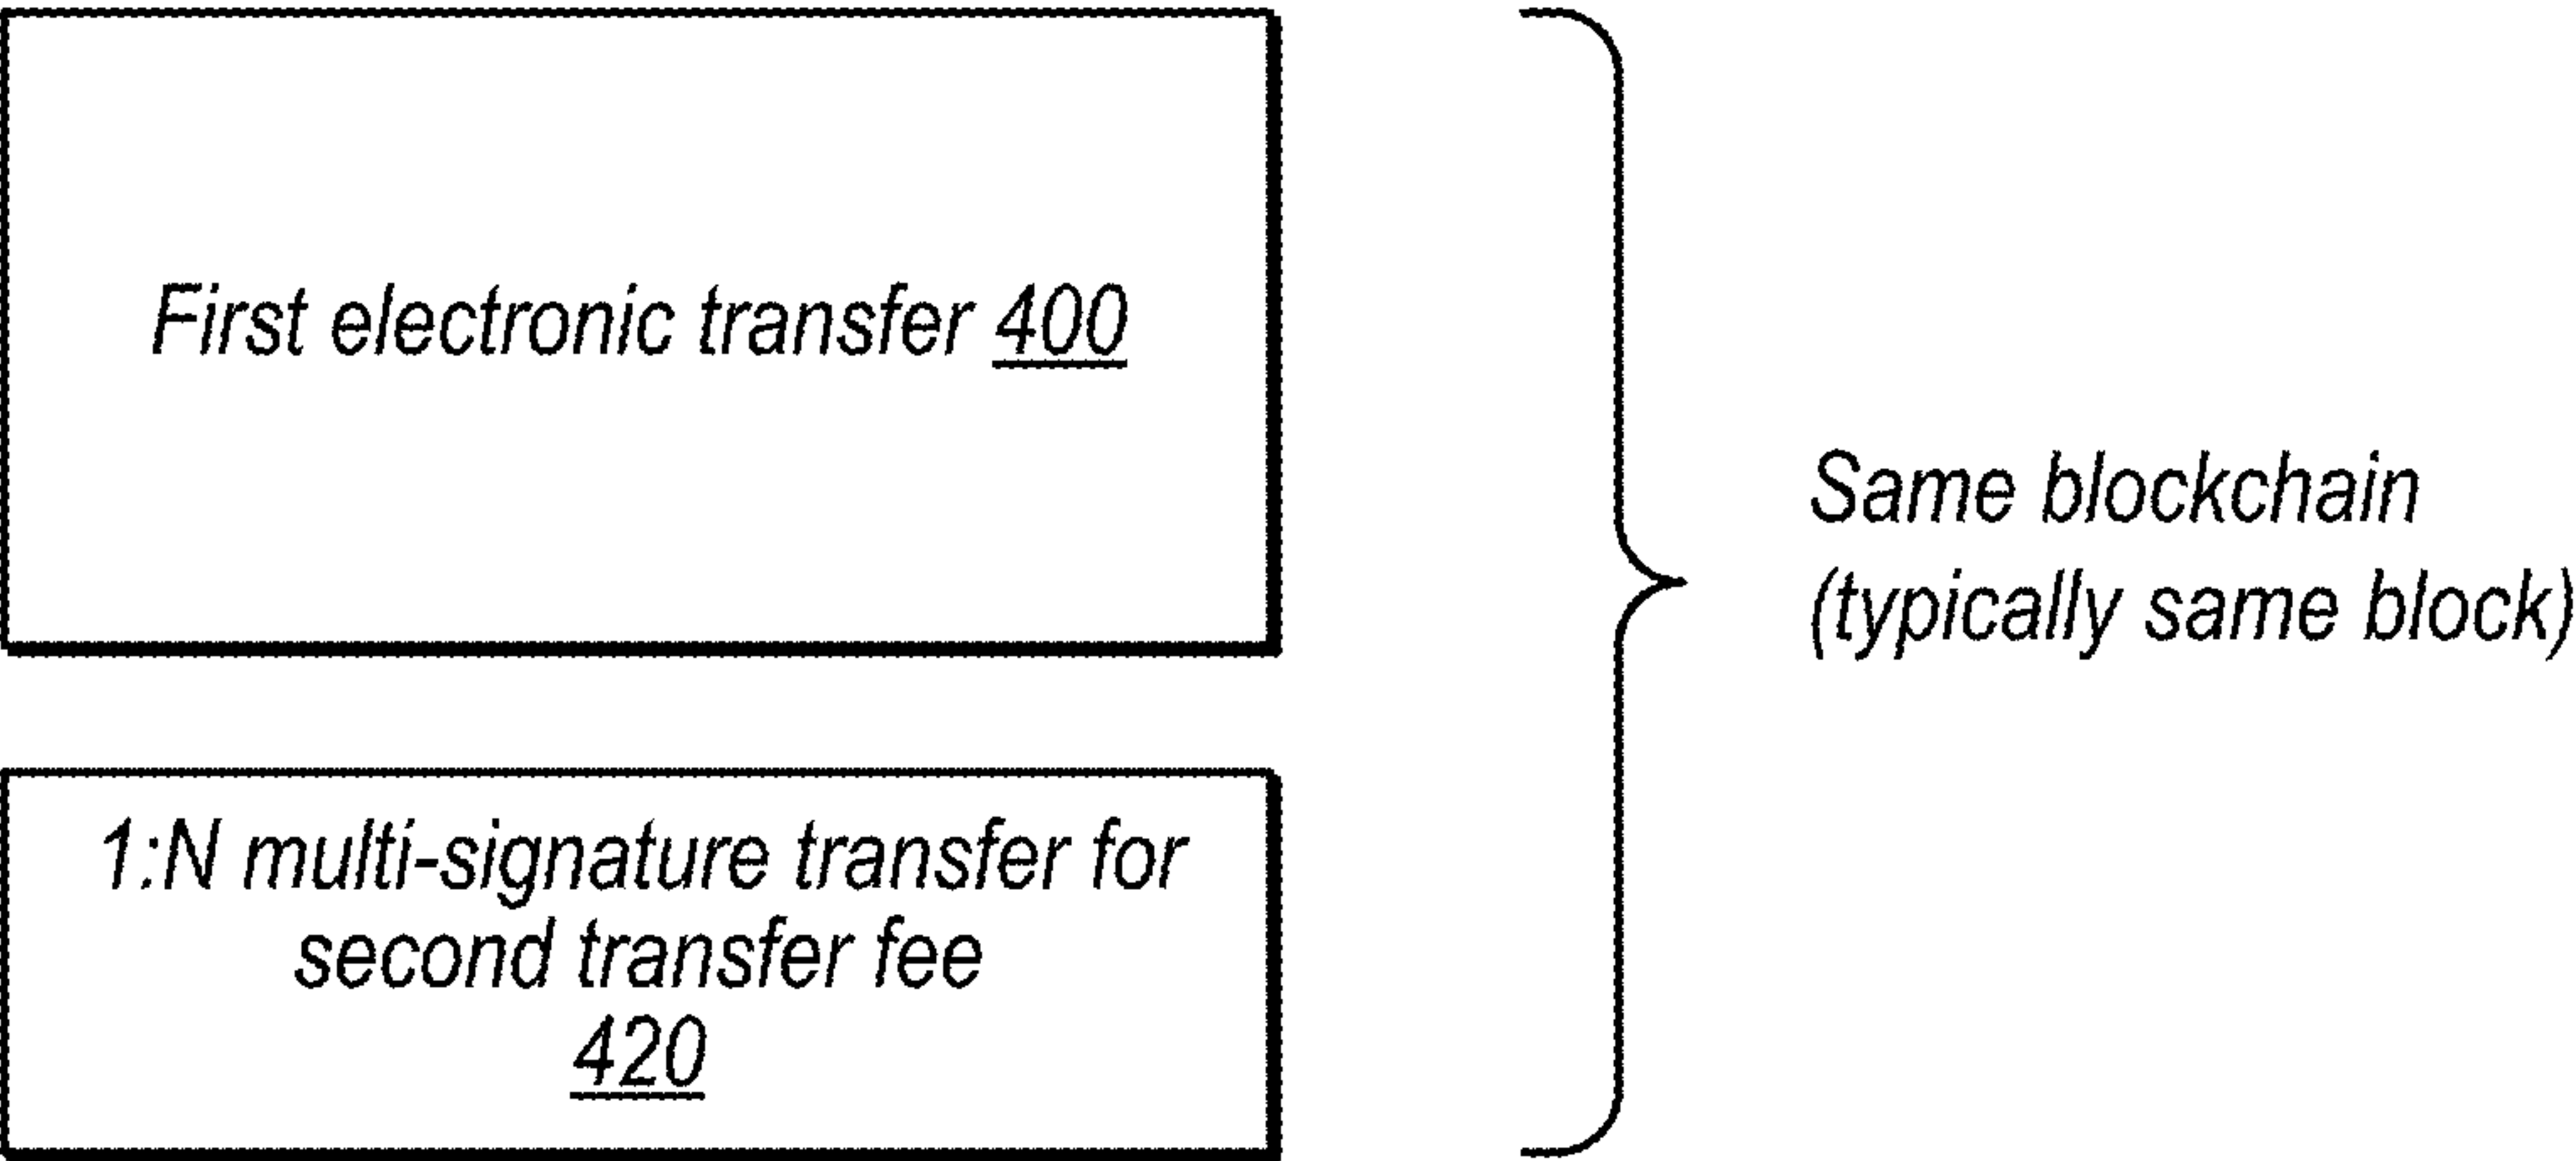 First electronic transfer 400
1:N multi-signature transfer for
second transfer fee
420
Same blockchain
(typically same block)